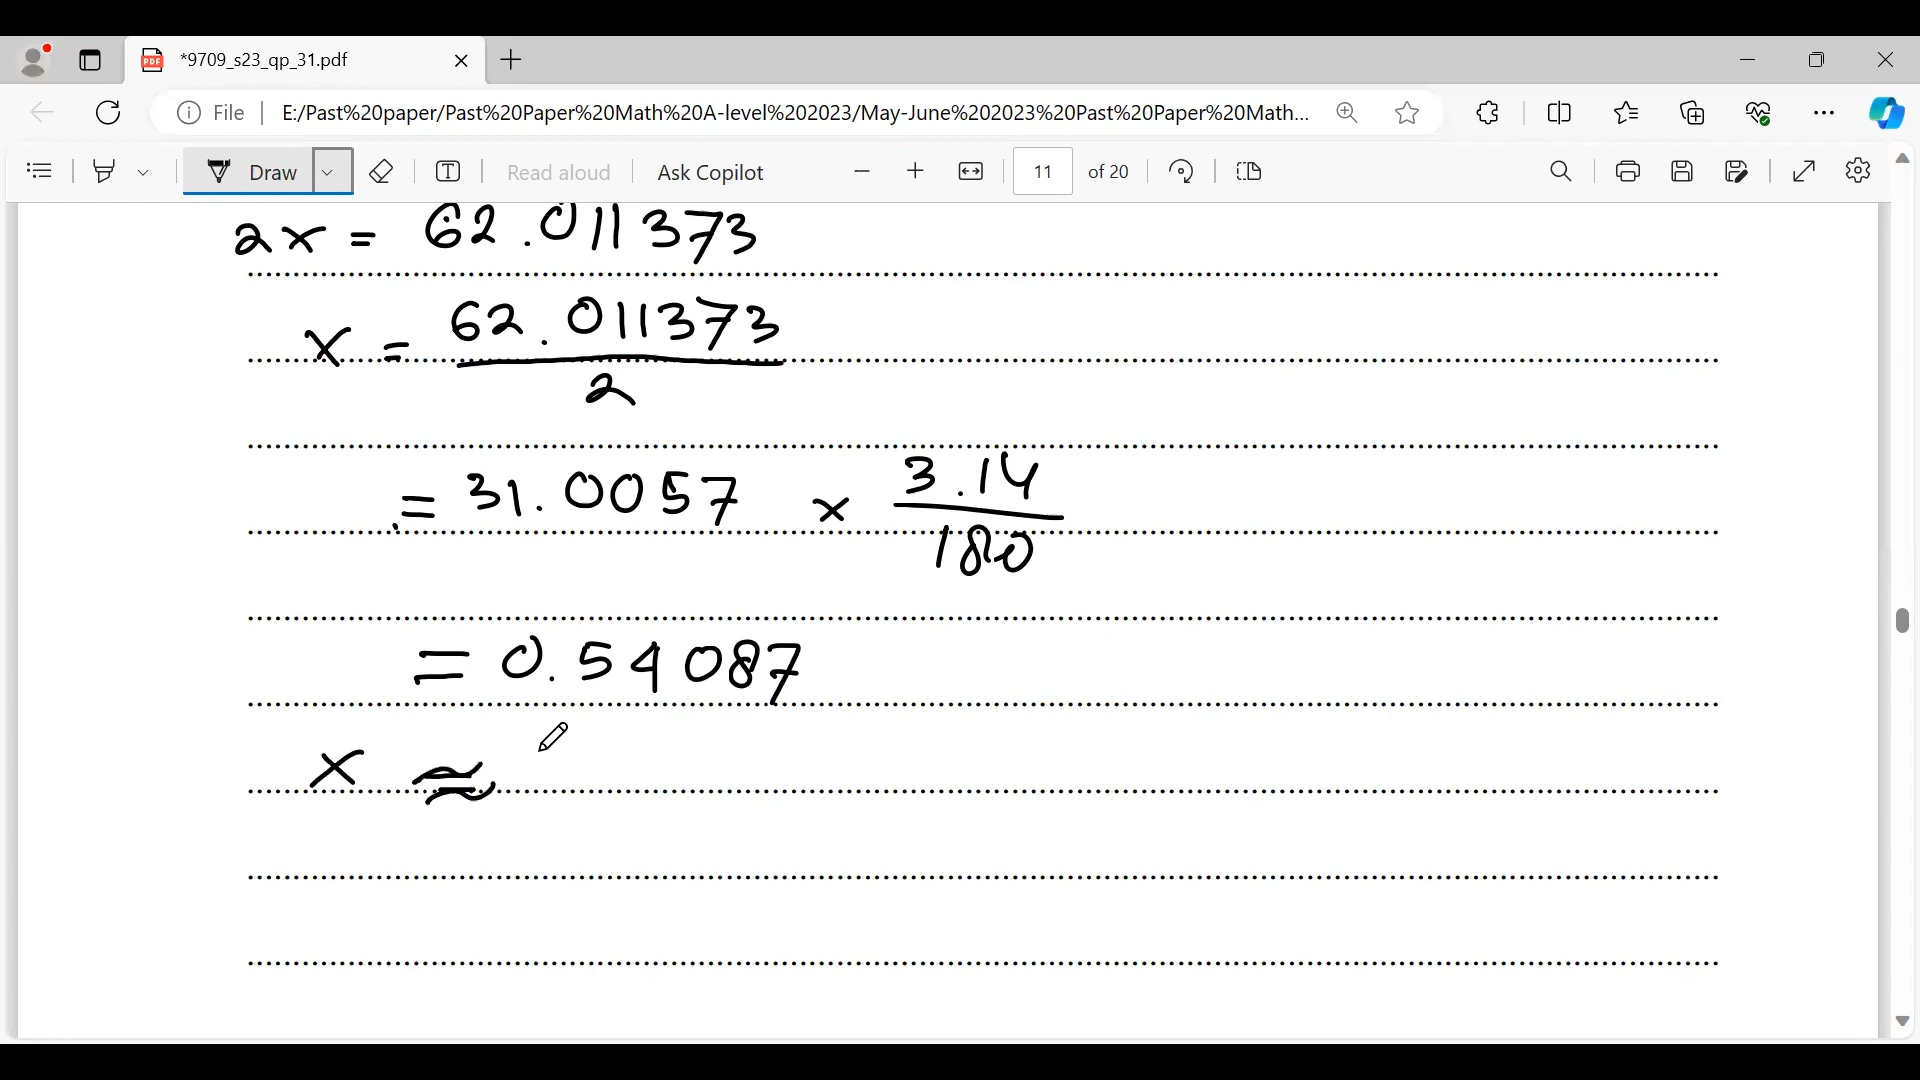 *9709_s23_qp_31.pdf
File E:/Past%20paper/Past%20Paper%20Math%20A-level%202023/May-June%202023%20Past%20Paper%20Math...
Draw Read aloud Ask Copilot 11 of 20
2x = 62.011373
x = 62.011373
2
= 31.0057 × 3.14
180
= 0.54087
x ≈